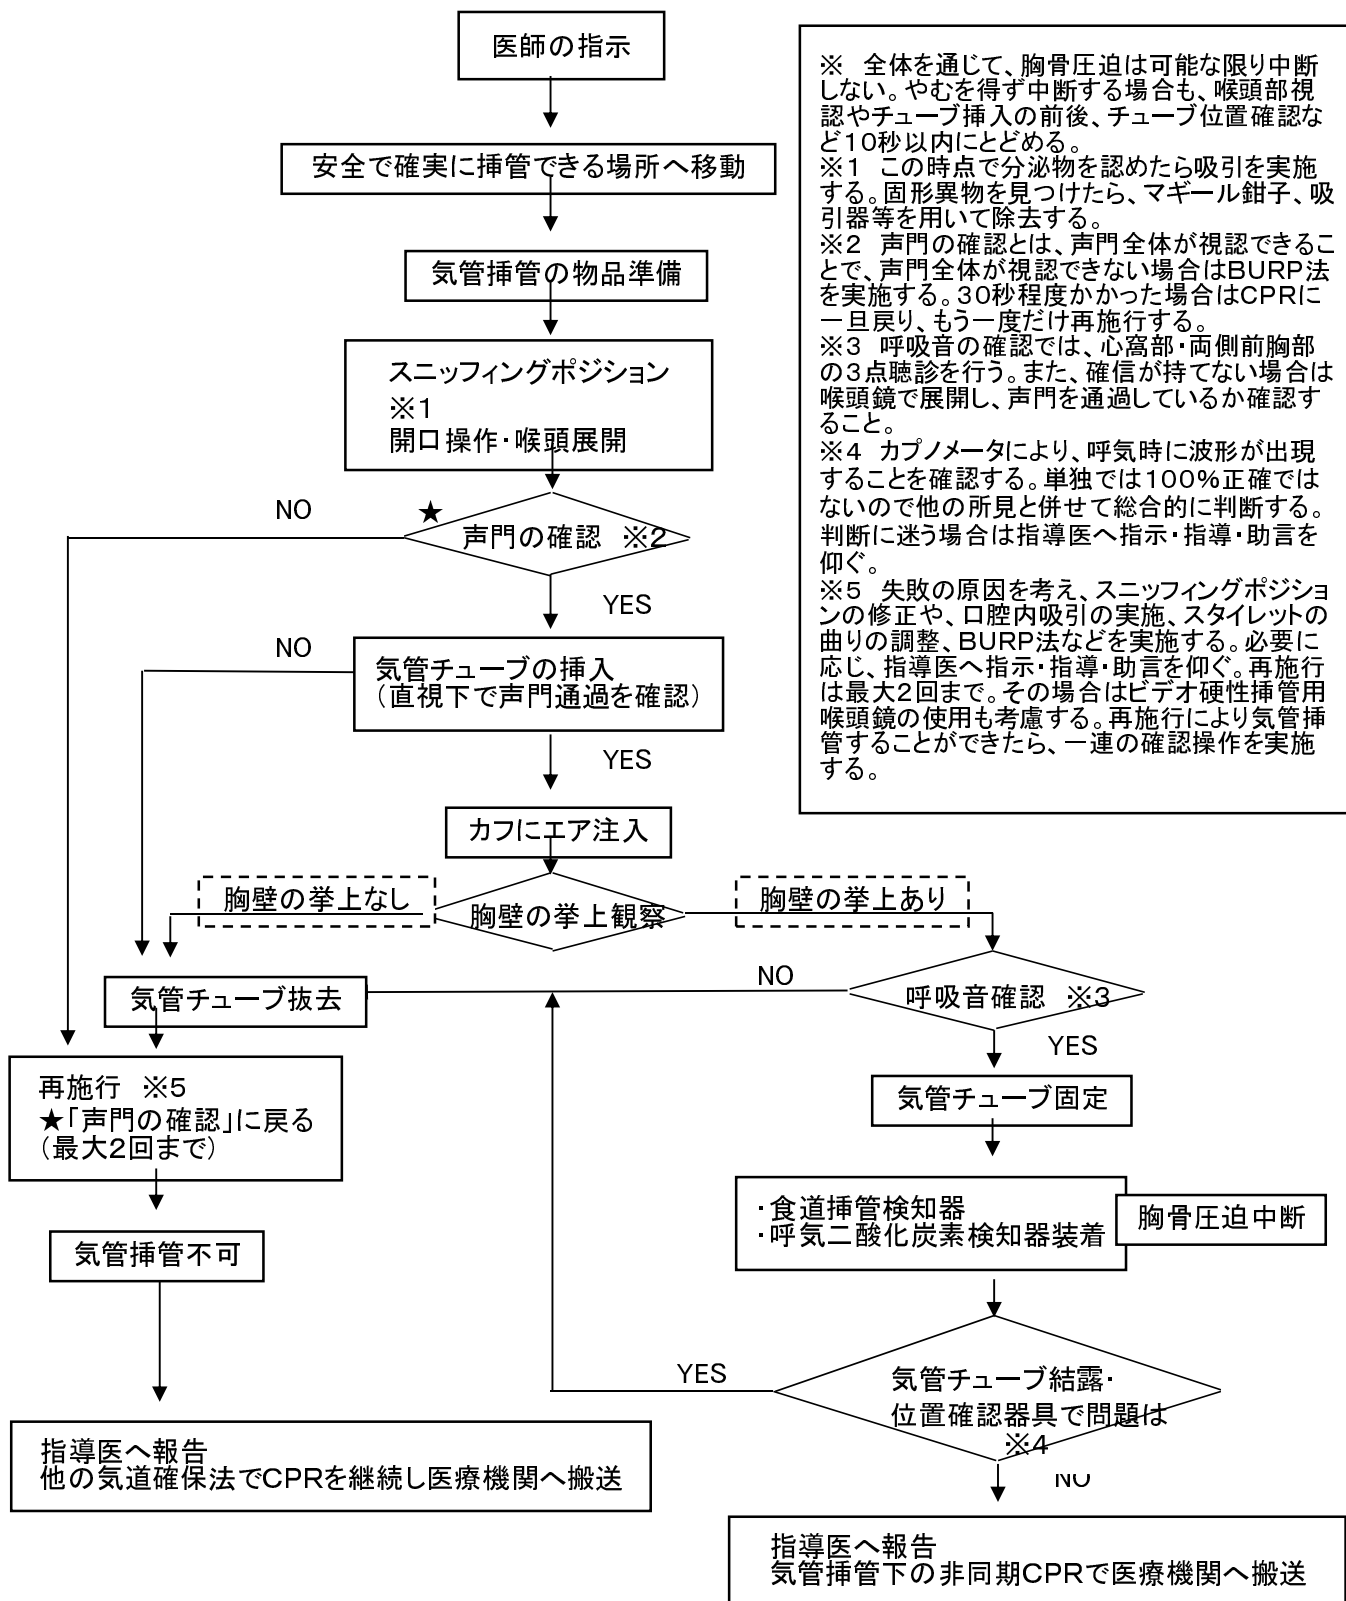 医師の指示
安全で確実に挿管できる場所へ移動
気管挿管の物品準備
スニッフィングポジション
※1
開口操作・喉頭展開
NO
★
声門の確認 ※2
YES
NO
気管チューブの挿入
(直視下で声門通過を確認)
YES
カフにエア注入
胸壁の挙上なし
胸壁の挙上観察
胸壁の挙上あり
気管チューブ抜去
NO
呼吸音確認 ※3
YES
再施行 ※5
★「声門の確認」に戻る
(最大2回まで)
気管チューブ固定
・食道挿管検知器
・呼気二酸化炭素検知器装着
胸骨圧迫中断
気管挿管不可
YES
気管チューブ結露・
位置確認器具で問題は
※4
NO
指導医へ報告
他の気道確保法でCPRを継続し医療機関へ搬送
指導医へ報告
気管挿管下の非同期CPRで医療機関へ搬送
※ 全体を通じて、胸骨圧迫は可能な限り中断
しない。やむを得ず中断する場合も、喉頭部視
認やチューブ挿入の前後、チューブ位置確認な
ど10秒以内にとどめる。
※1 この時点で分泌物を認めたら吸引を実施
する。固形異物を見つけたら、マギール鉗子、吸
引器等を用いて除去する。
※2 声門の確認とは、声門全体が視認できるこ
とで、声門全体が視認できない場合はBURP法
を実施する。30秒程度かかった場合はCPRに
一旦戻り、もう一度だけ再施行する。
※3 呼吸音の確認では、心窩部・両側前胸部
の3点聴診を行う。また、確信が持てない場合は
喉頭鏡で展開し、声門を通過しているか確認す
ること。
※4 カプノメータにより、呼気時に波形が出現
することを確認する。単独では100%正確では
ないので他の所見と併せて総合的に判断する。
判断に迷う場合は指導医へ指示・指導・助言を
仰ぐ。
※5 失敗の原因を考え、スニッフィングポジショ
ンの修正や、口腔内吸引の実施、スタイレットの
曲りの調整、BURP法などを実施する。必要に
応じ、指導医へ指示・指導・助言を仰ぐ。再施行
は最大2回まで。その場合はビデオ硬性挿管用
喉頭鏡の使用も考慮する。再施行により気管挿
管することができたら、一連の確認操作を実施
する。